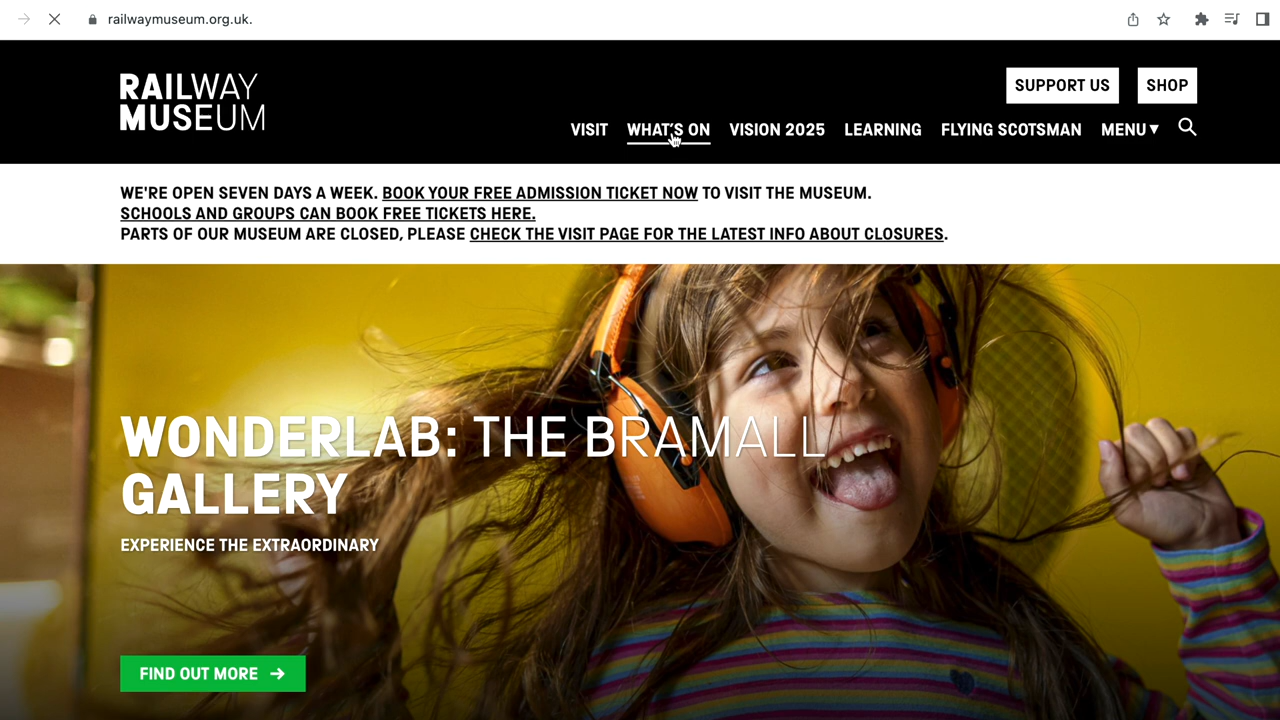 railwaymuseum.org.uk.
RAILWAY
MUSEUM
SUPPORT US
SHOP
VISIT
WHAT'S ON
VISION 2025
LEARNING
FLYING SCOTSMAN
MENU▼
WE'RE OPEN SEVEN DAYS A WEEK. BOOK YOUR FREE ADMISSION TICKET NOW TO VISIT THE MUSEUM.
SCHOOLS AND GROUPS CAN BOOK FREE TICKETS HERE.
PARTS OF OUR MUSEUM ARE CLOSED, PLEASE CHECK THE VISIT PAGE FOR THE LATEST INFO ABOUT CLOSURES.
WONDERLAB: THE BRAMALL
GALLERY
EXPERIENCE THE EXTRAORDINARY
FIND OUT MORE →